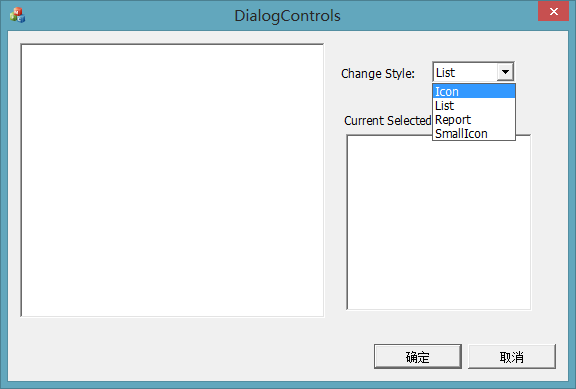 DialogControls
Change Style:
List
Icon
List
Report
SmallIcon
Current Selected
确定
取消